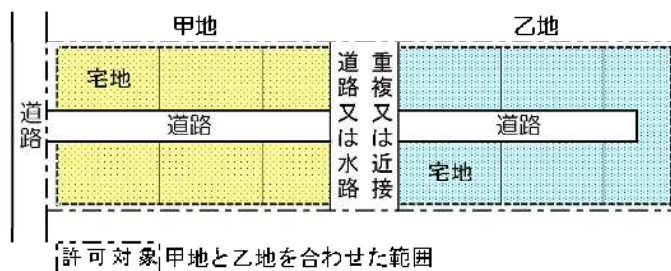 甲地
乙地
宅地
道路
道路
道路又は水路
重複又は近接
道路
宅地
許可対象 甲地と乙地を合わせた範囲